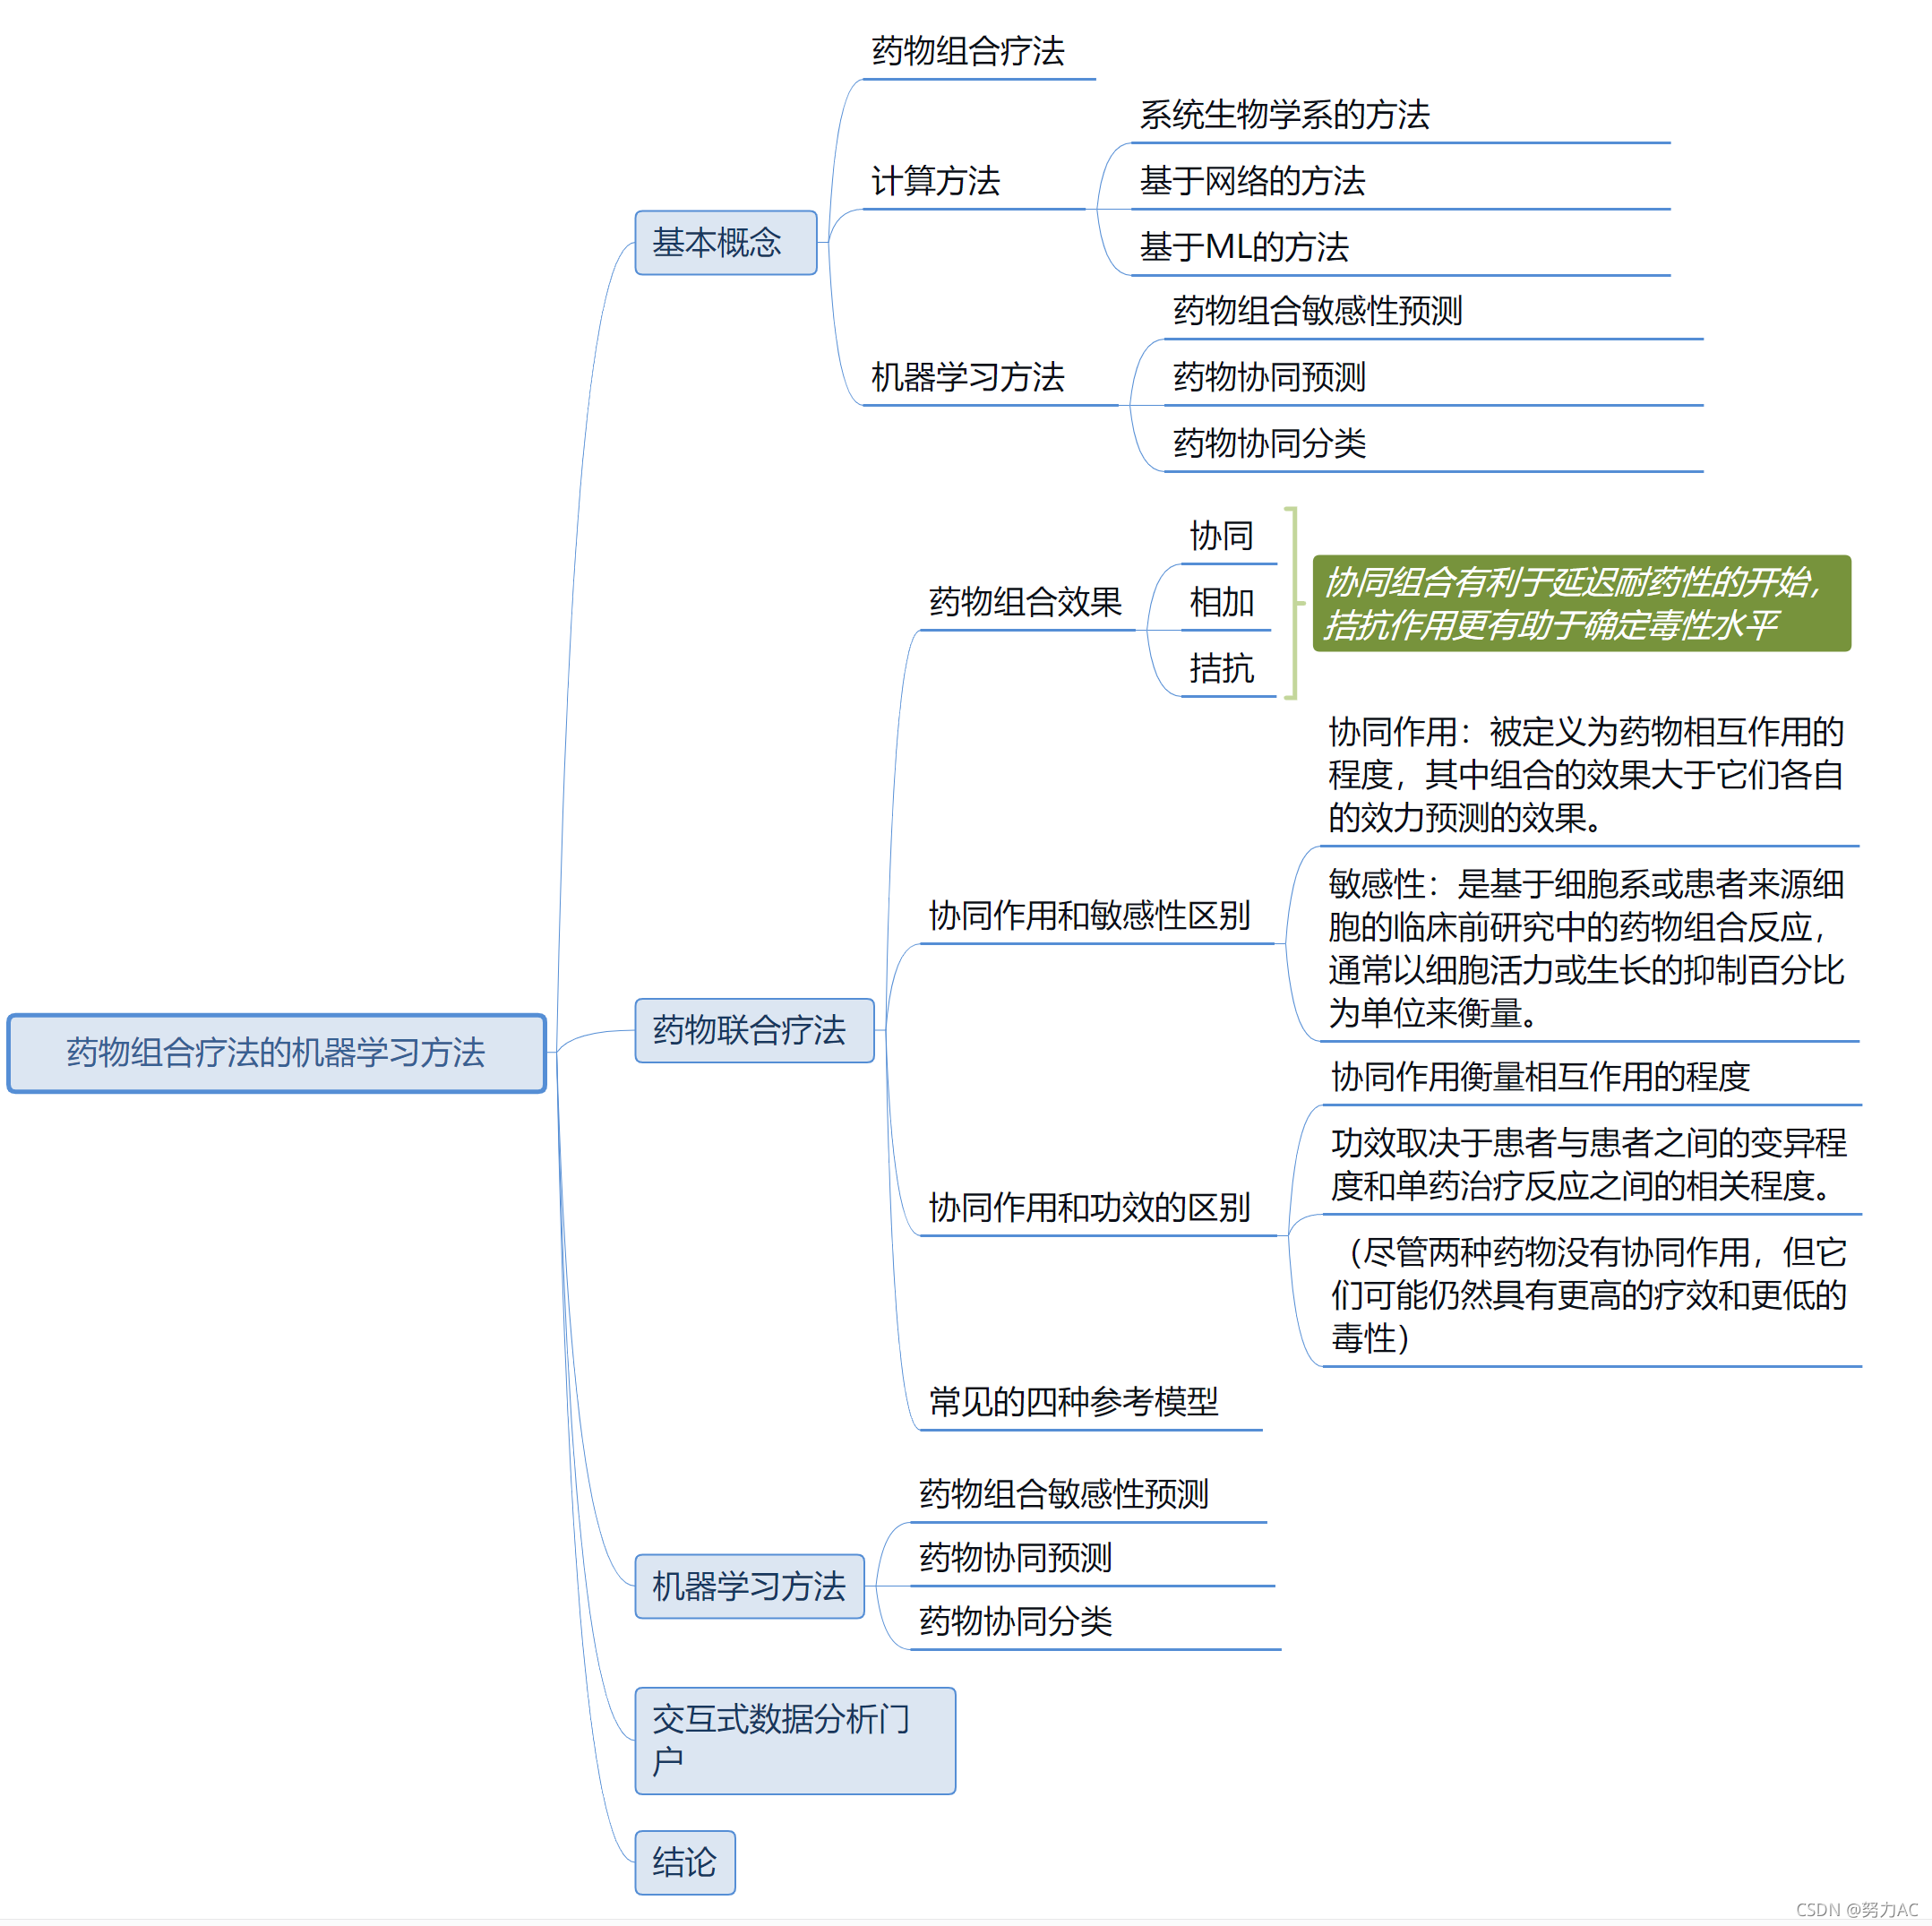 药物组合疗法的机器学习方法
基本概念
药物组合疗法
计算方法
系统生物学系的方法
基于网络的方法
基于ML的方法
机器学习方法
药物组合敏感性预测
药物协同预测
药物协同分类
药物联合疗法
药物组合效果
协同
相加
拮抗
协同组合有利于延迟耐药性的开始，
拮抗作用更有助于确定毒性水平
协同作用和敏感性区别
协同作用：被定义为药物相互作用的
程度，其中组合的效果大于它们各自
的效力预测的效果。
敏感性：是基于细胞系或患者来源细
胞的临床前研究中的药物组合反应，
通常以细胞活力或生长的抑制百分比
为单位来衡量。
协同作用和功效的区别
协同作用衡量相互作用的程度
功效取决于患者与患者之间的变异程
度和单药治疗反应之间的相关程度。
（尽管两种药物没有协同作用，但它
们可能仍然具有更高的疗效和更低的
毒性）
常见的四种参考模型
机器学习方法
药物组合敏感性预测
药物协同预测
药物协同分类
交互式数据分析门
户
结论
CSDN @努力AC